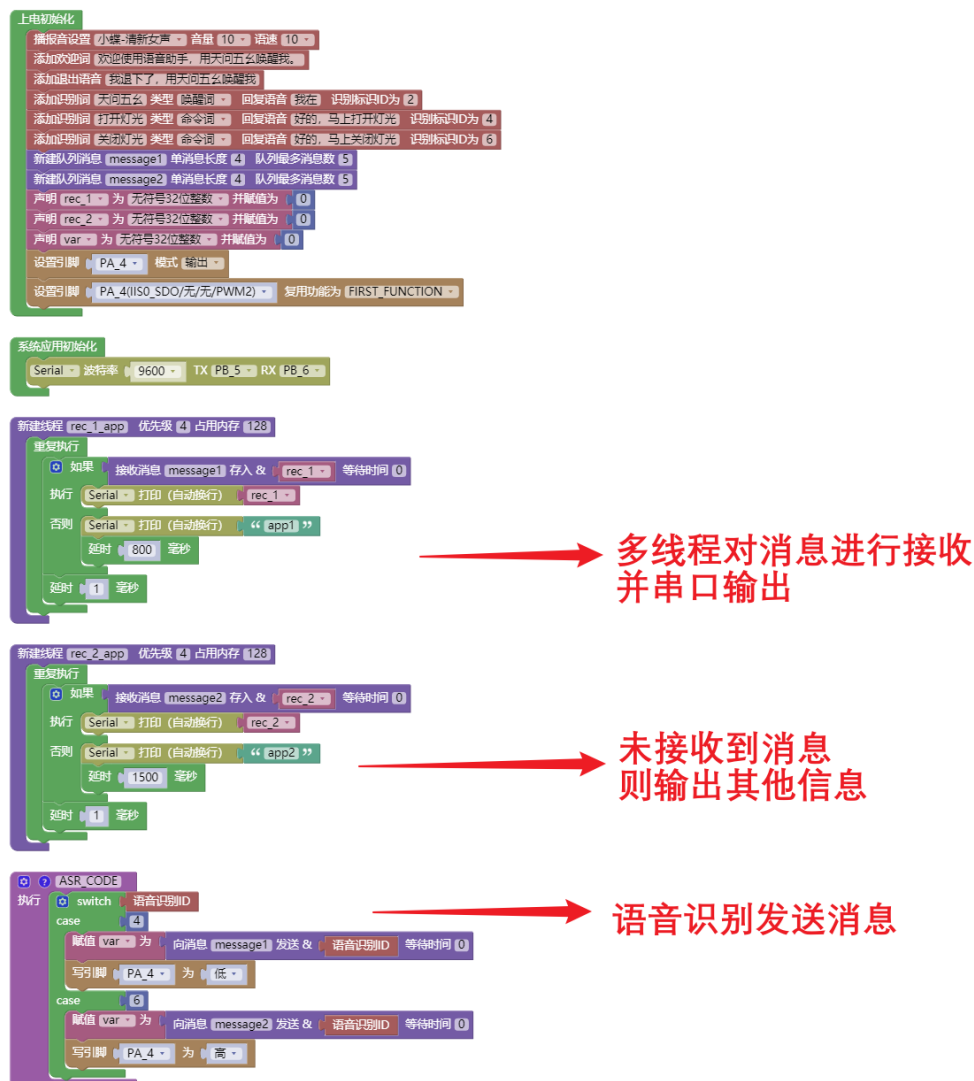 上电初始化
播报音设置 小蝶-清新女声 音量 10 语速 10
添加欢迎词 欢迎使用语音助手，用天问五幺唤醒我。
添加退出语音 我退下了，用天问五幺唤醒我
添加识别词 天问五幺 类型 唤醒词 回复语音 我在 识别标识ID为 2
添加识别词 打开灯光 类型 命令词 回复语音 好的，马上打开灯光 识别标识ID为 4
添加识别词 关闭灯光 类型 命令词 回复语音 好的，马上关闭灯光 识别标识ID为 6
新建队列消息 message1 单消息长度 4 队列最多消息数 5
新建队列消息 message2 单消息长度 4 队列最多消息数 5
声明 rec_1 为 无符号32位整数 并赋值为 0
声明 rec_2 为 无符号32位整数 并赋值为 0
声明 var 为 无符号32位整数 并赋值为 0
设置引脚 PA_4 模式 输出
设置引脚 PA_4(IIS0_SDO/无/无/PWM2) 复用功能为 FIRST_FUNCTION
系统应用初始化
Serial 波特率 9600 TX PB_5 RX PB_6
新建线程 rec_1_app 优先级 4 占用内存 128
重复执行
如果 接收消息 message1 存入 & rec_1 等待时间 0
执行 Serial 打印（自动换行） rec_1
否则 Serial 打印（自动换行） “ app1 ”
延时 800 毫秒
延时 1 毫秒
多线程对消息进行接收
并串口输出
新建线程 rec_2_app 优先级 4 占用内存 128
重复执行
如果 接收消息 message2 存入 & rec_2 等待时间 0
执行 Serial 打印（自动换行） rec_2
否则 Serial 打印（自动换行） “ app2 ”
延时 1500 毫秒
延时 1 毫秒
未接收到消息
则输出其他信息
? ASR_CODE
执行 switch 语音识别ID
case 4
赋值 var 为 向消息 message1 发送 & 语音识别ID 等待时间 0
写引脚 PA_4 为 低
case 6
赋值 var 为 向消息 message2 发送 & 语音识别ID 等待时间 0
写引脚 PA_4 为 高
语音识别发送消息